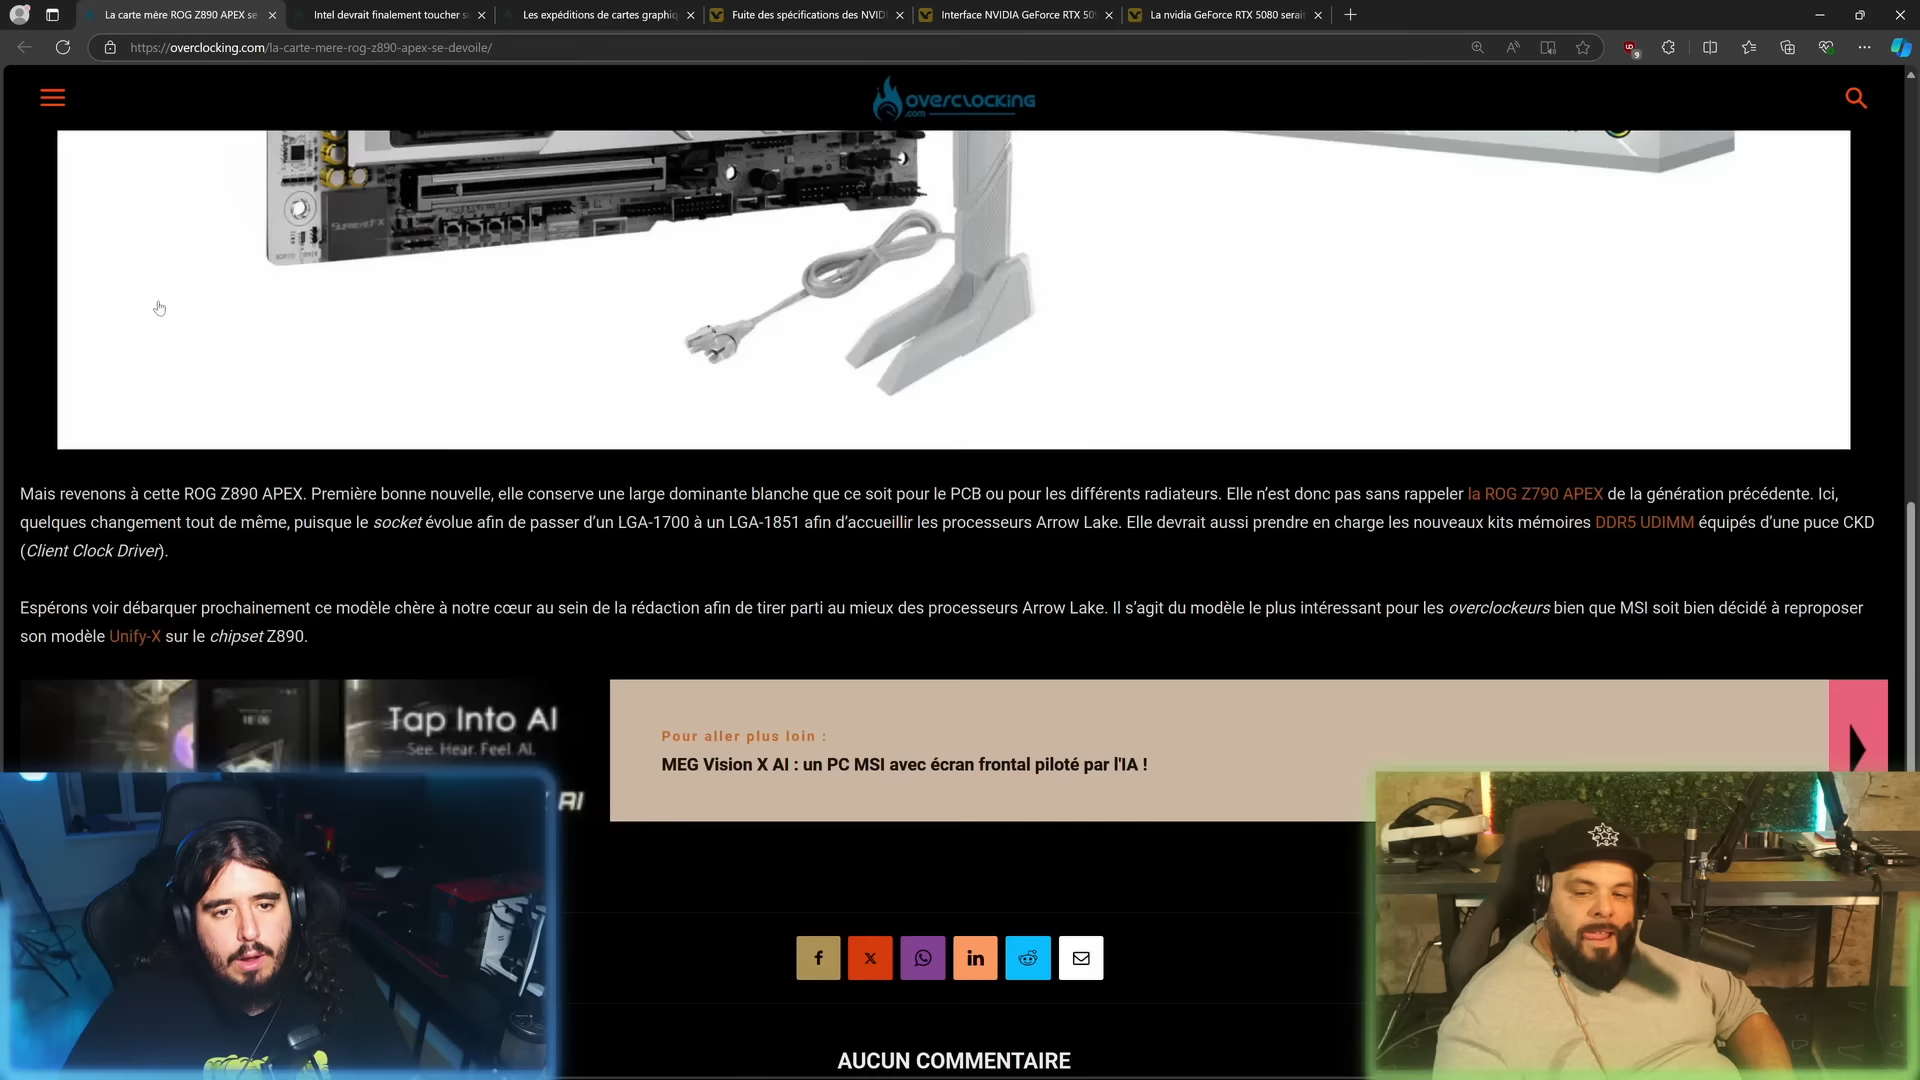 La carte mère ROG Z890 APEX se
Intel devrait finalement toucher s
Les expéditions de cartes graphiq
Fuite des spécifications des NVID
Interface NVIDIA GeForce RTX 509
La nvidia GeForce RTX 5080 serait
https://overclocking.com/la-carte-mere-rog-z890-apex-se-devoile/
9
overclocking
.com
SupremeFX
Mais revenons à cette ROG Z890 APEX. Première bonne nouvelle, elle conserve une large dominante blanche que ce soit pour le PCB ou pour les différents radiateurs. Elle n’est donc pas sans rappeler la ROG Z790 APEX de la génération précédente. Ici,
quelques changement tout de même, puisque le socket évolue afin de passer d’un LGA-1700 à un LGA-1851 afin d’accueillir les processeurs Arrow Lake. Elle devrait aussi prendre en charge les nouveaux kits mémoires DDR5 UDIMM équipés d’une puce CKD
(Client Clock Driver).
Espérons voir débarquer prochainement ce modèle chère à notre cœur au sein de la rédaction afin de tirer parti au mieux des processeurs Arrow Lake. Il s’agit du modèle le plus intéressant pour les overclockeurs bien que MSI soit bien décidé à reproposer
son modèle Unify-X sur le chipset Z890.
Tap Into AI
See. Hear. Feel. AI.
AI
Pour aller plus loin :
MEG Vision X AI : un PC MSI avec écran frontal piloté par l'IA !
AUCUN COMMENTAIRE